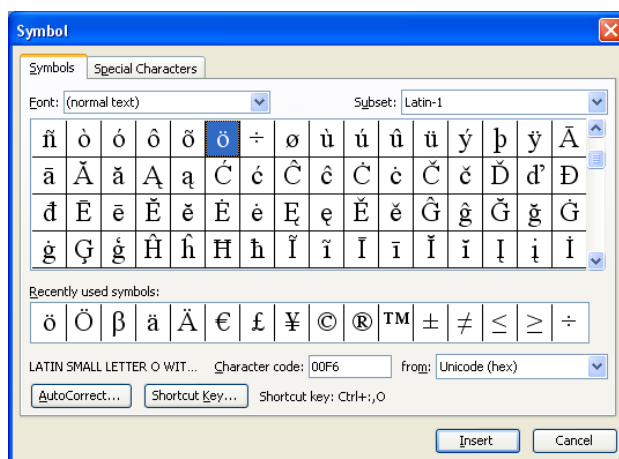 Symbol
Symbols Special Characters
Font: (normal text) Subset: Latin-1
ñ ò ó ô õ ö ÷ ø ù ú û ü ý þ ÿ Ā
ā Ă ă Ą ą Ć ć Ĉ ĉ Ċ ċ Č č Ď ď Đ
đ Ē ē Ĕ ĕ Ė ė Ę ę Ě ě Ĝ ĝ Ğ ğ Ġ
ġ Ģ ģ Ĥ ĥ Ħ ħ Ĩ ĩ Ī ī Ĭ ĭ Į į İ
Recently used symbols:
ö Ö β ä Ä € £ ¥ © ® ™ ± ≠ ≤ ≥ ÷
LATIN SMALL LETTER O WIT... Character code: 00F6 from: Unicode (hex)
AutoCorrect... Shortcut Key... Shortcut key: Ctrl+:,O
Insert Cancel